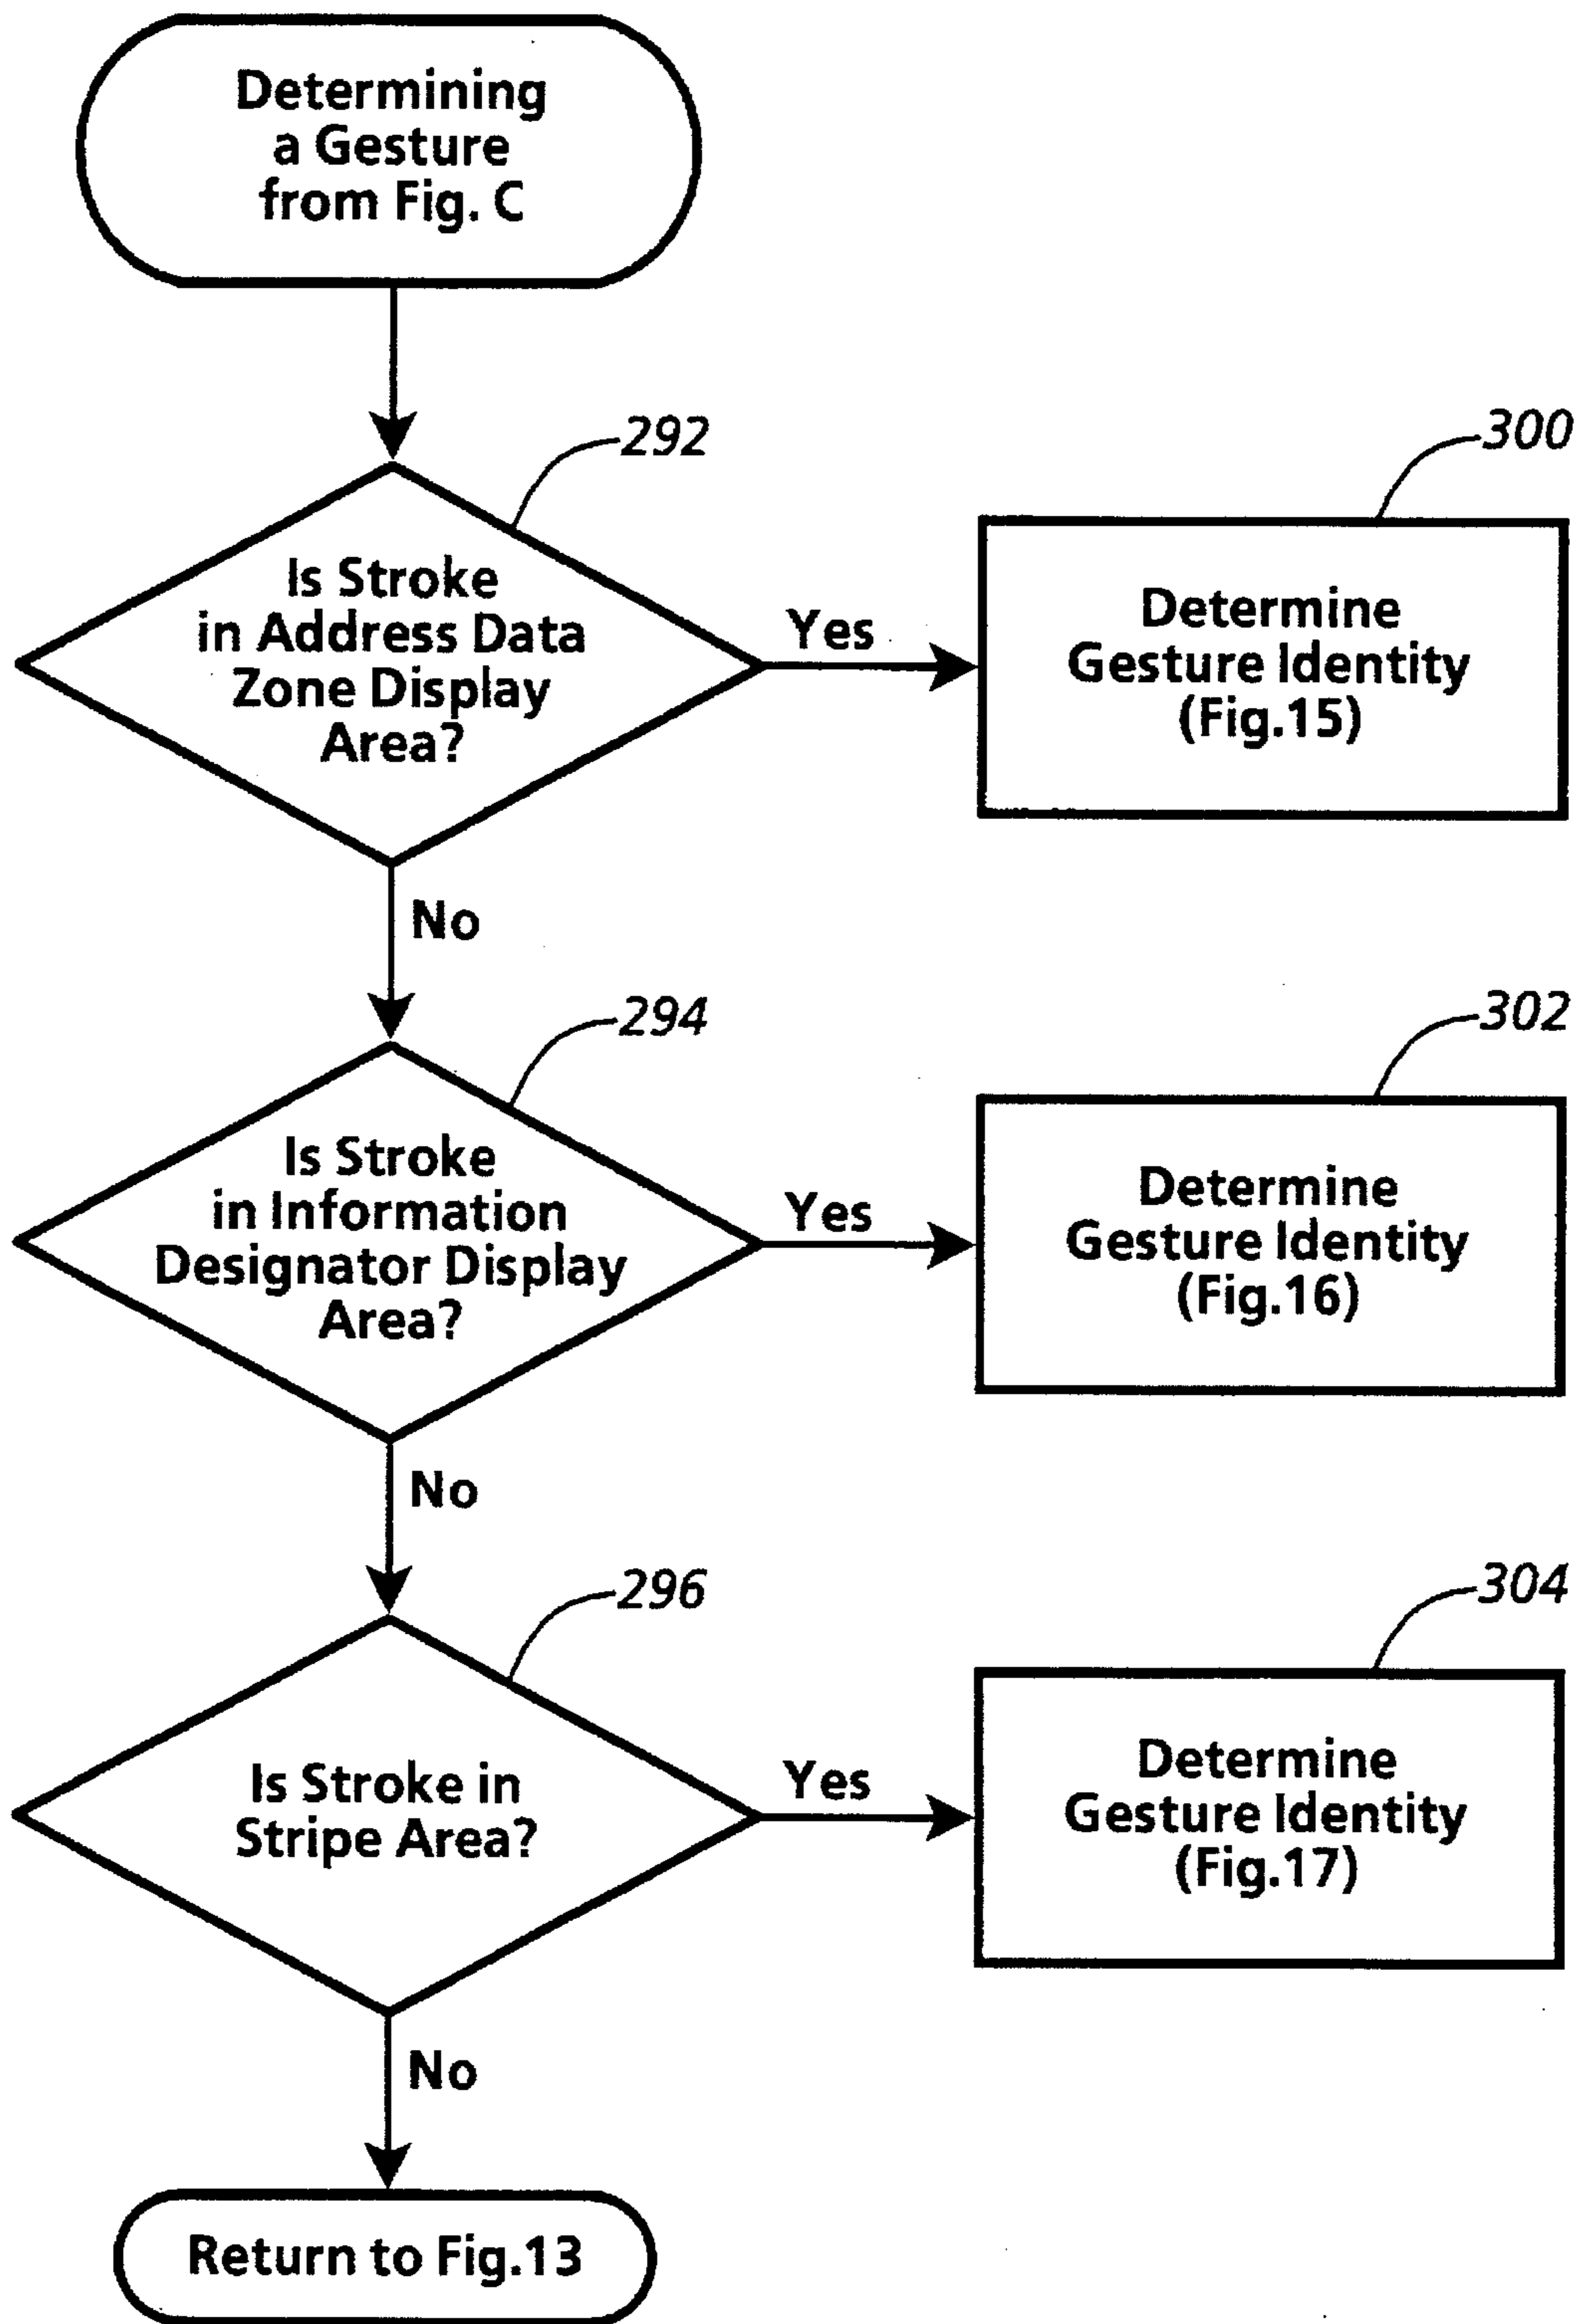 Determining
a Gesture
from Fig. C
292
300
Is Stroke
in Address Data
Zone Display
Area?
Yes
Determine
Gesture Identity
(Fig.15)
No
294
302
Is Stroke
in Information
Designator Display
Area?
Yes
Determine
Gesture Identity
(Fig.16)
No
296
304
Is Stroke in
Stripe Area?
Yes
Determine
Gesture Identity
(Fig.17)
No
Return to Fig.13